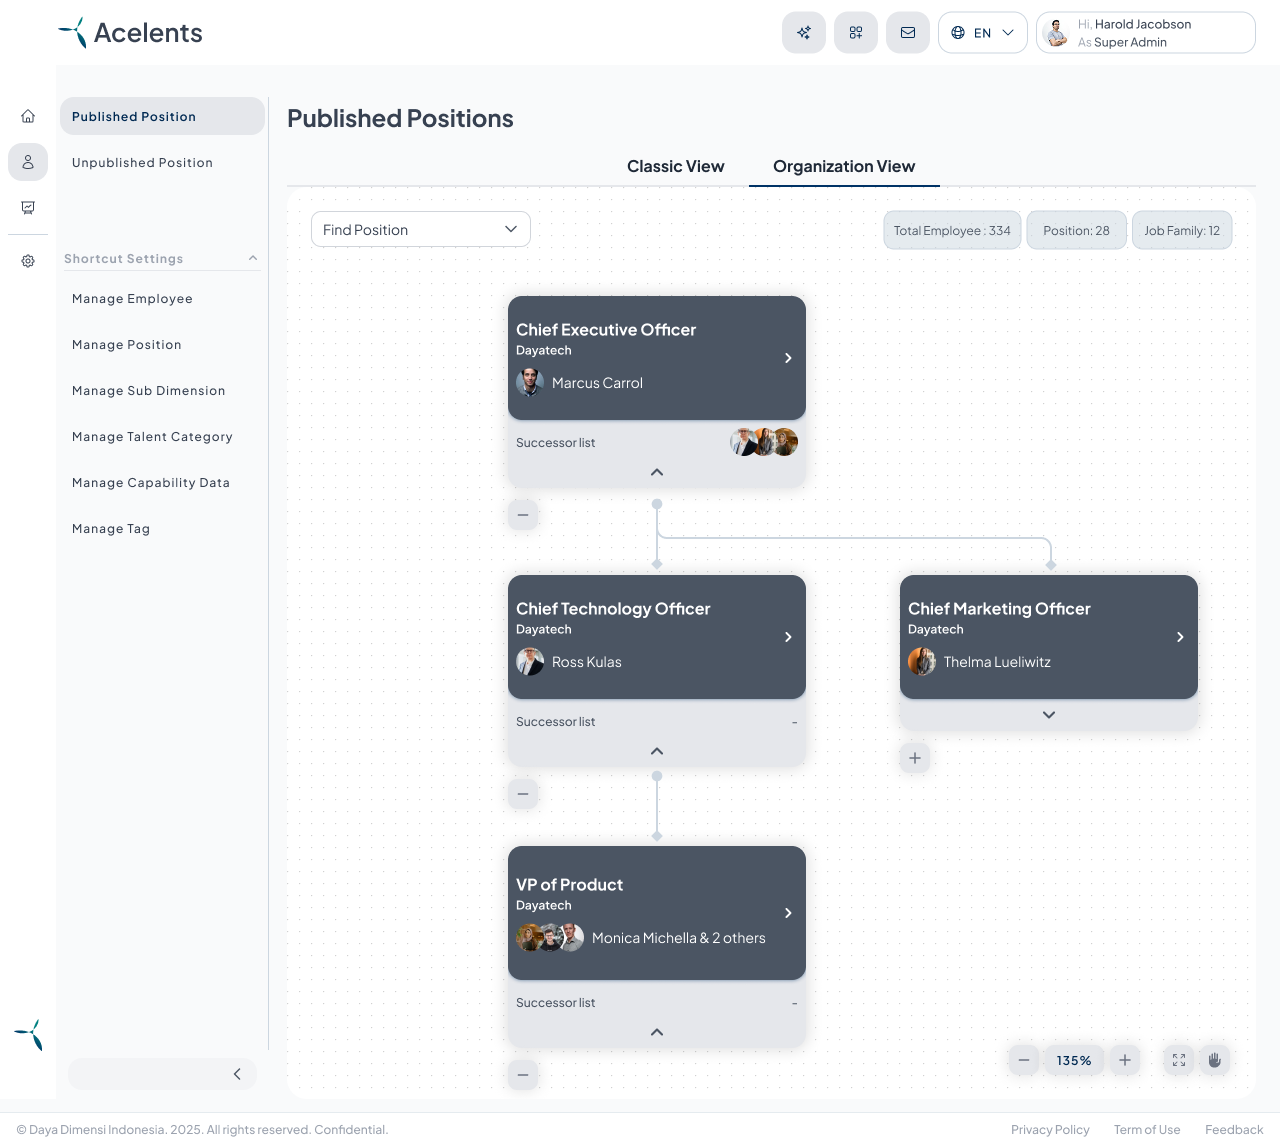 Acelents
EN
Hi, Harold Jacobson
As Super Admin
Published Position
Unpublished Position
Shortcut Settings
Manage Employee
Manage Position
Manage Sub Dimension
Manage Talent Category
Manage Capability Data
Manage Tag
Published Positions
Classic View
Organization View
Find Position
Total Employee : 334
Position: 28
Job Family: 12
Chief Executive Officer
Dayatech
Marcus Carrol
Successor list
Chief Technology Officer
Dayatech
Ross Kulas
Successor list
-
Chief Marketing Officer
Dayatech
Thelma Lueliwitz
VP of Product
Dayatech
Monica Michella & 2 others
Successor list
-
135%
© Daya Dimensi Indonesia. 2025. All rights reserved. Confidential.
Privacy Policy
Term of Use
Feedback